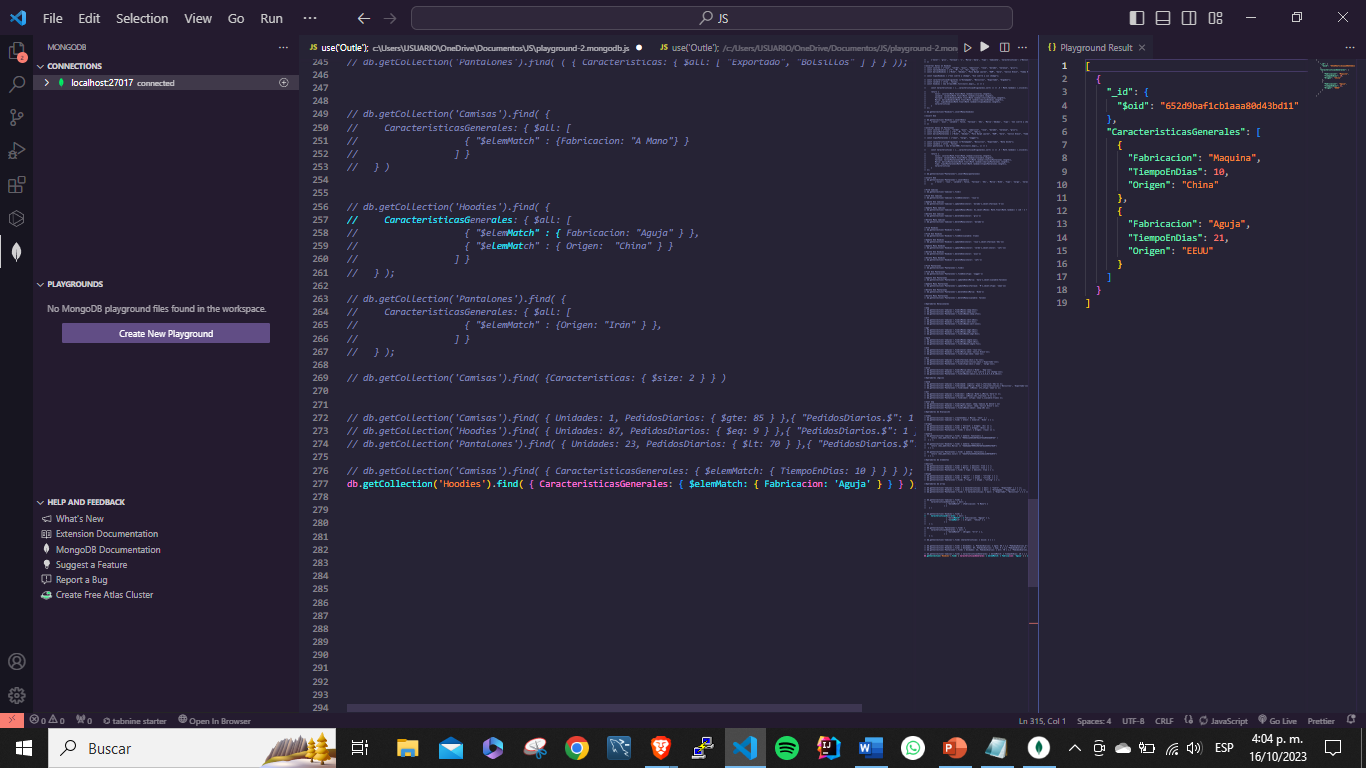 File Edit Selection View Go Run ··· JS
MONGODB
CONNECTIONS
localhost:27017 connected
PLAYGROUNDS
No MongoDB playground files found in the workspace.
Create New Playground
HELP AND FEEDBACK
What's New
Extension Documentation
MongoDB Documentation
Suggest a Feature
Report a Bug
Create Free Atlas Cluster
JS use('Outle'); c:\Users\USUARIO\OneDrive\Documentos\JS\playground-2.mongodb.js
JS use('Outle'); /c:/Users/USUARIO/OneDrive/Documentos/JS/playground-2.mon
245 // db.getCollection('Pantalones').find( ( { Caracteristicas: { $all: [ "Exportado", "Bolsillos" ] } } ));
246
247
248
249 // db.getCollection('Camisas').find( {
250 // CaracteristicasGenerales: { $all: [
251 // { "$elemMatch" : {Fabricacion: "A Mano"} }
252 // ] }
253 // } )
254
255
256 // db.getCollection('Hoodies').find( {
257 // CaracteristicasGenerales: { $all: [
258 // { "$elemMatch" : { Fabricacion: "Aguja" } },
259 // { "$elemMatch" : { Origen: "China" } }
260 // ] }
261 // } );
262
263 // db.getCollection('Pantalones').find( {
264 // CaracteristicasGenerales: { $all: [
265 // { "$elemMatch" : {Origen: "Irán" } },
266 // ] }
267 // } );
268
269 // db.getCollection('Camisas').find( {Caracteristicas: { $size: 2 } } )
270
271
272 // db.getCollection('Camisas').find( { Unidades: 1, PedidosDiarios: { $gte: 85 } },{ "PedidosDiarios.$": 1
273 // db.getCollection('Hoodies').find( { Unidades: 87, PedidosDiarios: { $eq: 9 } },{ "PedidosDiarios.$": 1
274 // db.getCollection('Pantalones').find( { Unidades: 23, PedidosDiarios: { $lt: 70 } },{ "PedidosDiarios.$"
275
276 // db.getCollection('Camisas').find( { CaracteristicasGenerales: { $elemMatch: { TiempoEnDias: 10 } } } );
277 db.getCollection('Hoodies').find( { CaracteristicasGenerales: { $elemMatch: { Fabricacion: 'Aguja' } } } )
278
279
280
281
282
283
284
285
286
287
288
289
290
291
292
293
294
Playground Result
1 [
2 {
3 "_id": {
4 "$oid": "652d9baf1cb1aaa80d43bd11"
5 },
6 "CaracteristicasGenerales": [
7 {
8 "Fabricacion": "Maquina",
9 "TiempoEnDias": 10,
10 "Origen": "China"
11 },
12 {
13 "Fabricacion": "Aguja",
14 "TiempoEnDias": 21,
15 "Origen": "EEUU"
16 }
17 ]
18 }
19 ]
0 0 0 tabnine starter Open In Browser Ln 315, Col 1 Spaces: 4 UTF-8 CRLF JavaScript Go Live Prettier
Buscar
ESP
4:04 p. m.
16/10/2023